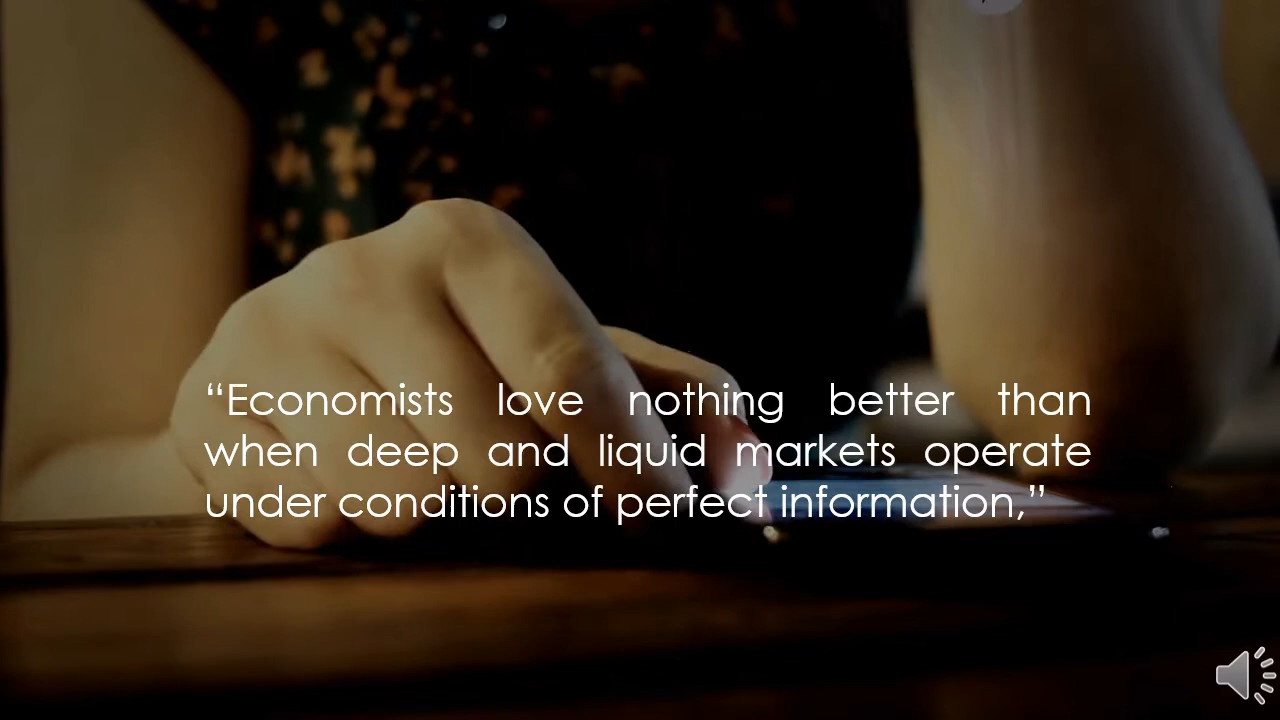 “Economists love nothing better than
when deep and liquid markets operate
under conditions of perfect information,”